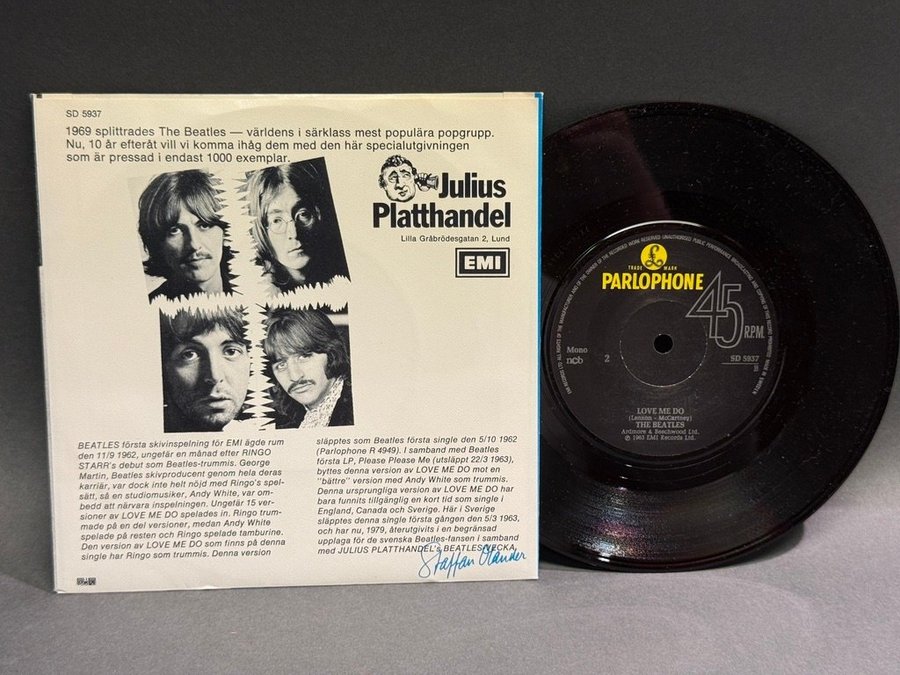 SD 5937
1969 splittrades The Beatles — världens i särklass mest populära popgrupp.
Nu, 10 år efteråt vill vi komma ihåg dem med den här specialutgivningen
som är pressad i endast 1000 exemplar.
Julius
Platthandel
Lilla Gråbrödesgatan 2, Lund
EMI
BEATLES första skivinspelning för EMI ägde rum
den 11/9 1962, ungefär en månad efter RINGO
STARR's debut som Beatles-trummis. George
Martin, Beatles skivproducent genom hela deras
karriär, var dock inte helt nöjd med Ringo's spel-
sätt, så en studiomusiker, Andy White, var om-
bedd att närvara inspelningen. Ungefär 15 ver-
sioner av LOVE ME DO spelades in. Ringo trum-
made på en del versioner, medan Andy White
spelade på resten och Ringo spelade tamburine.
Den version av LOVE ME DO som finns på denna
single har Ringo som trummis. Denna version
släpptes som Beatles första single den 5/10 1962
(Parlophone R 4949). I samband med Beatles
första LP, Please Please Me (utsläppt 22/3 1963),
byttes denna version av LOVE ME DO mot en
"bättre" version med Andy White som trummis.
Denna ursprungliga version av LOVE ME DO har
bara funnits tillgänglig en kort tid som single i
England, Canada och Sverige. Här i Sverige
släpptes denna single första gången den 5/3 1963,
och har nu, 1979, återutgivits i en begränsad
upplaga för de svenska Beatles-fansen i samband
med JULIUS PLATTHANDEL's BEATLESVECKA,
Staffan Olander
TRADE MARK
PARLOPHONE
45
R.P.M.
Mono
ncb
2
SD 5937
LOVE ME DO
(Lennon - McCartney)
THE BEATLES
Ardmore & Beechwood Ltd.
℗ 1963 EMI Records Ltd.